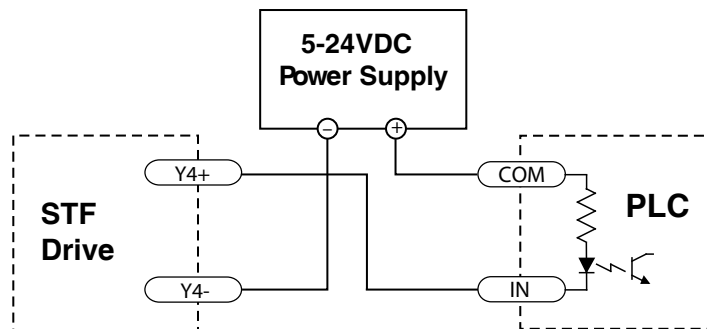 5-24VDC
Power Supply
– +
Y4+
COM
STF
Drive
PLC
Y4-
IN